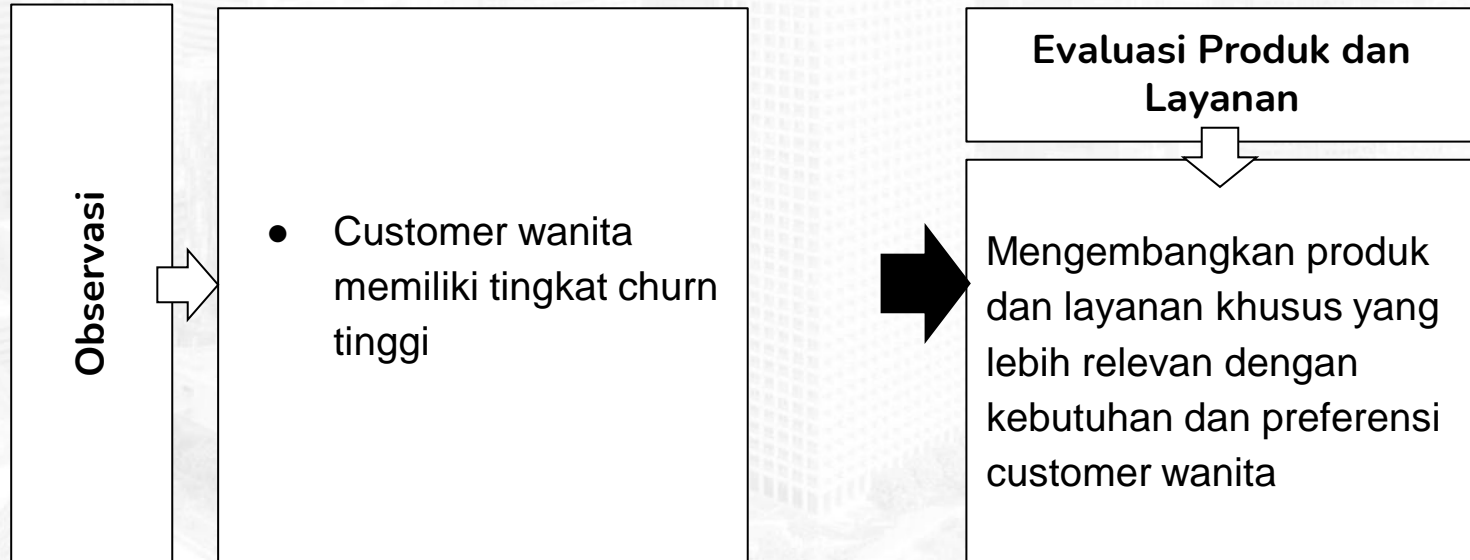 Observasi
● Customer wanita
memiliki tingkat churn
tinggi
Evaluasi Produk dan
Layanan
Mengembangkan produk
dan layanan khusus yang
lebih relevan dengan
kebutuhan dan preferensi
customer wanita